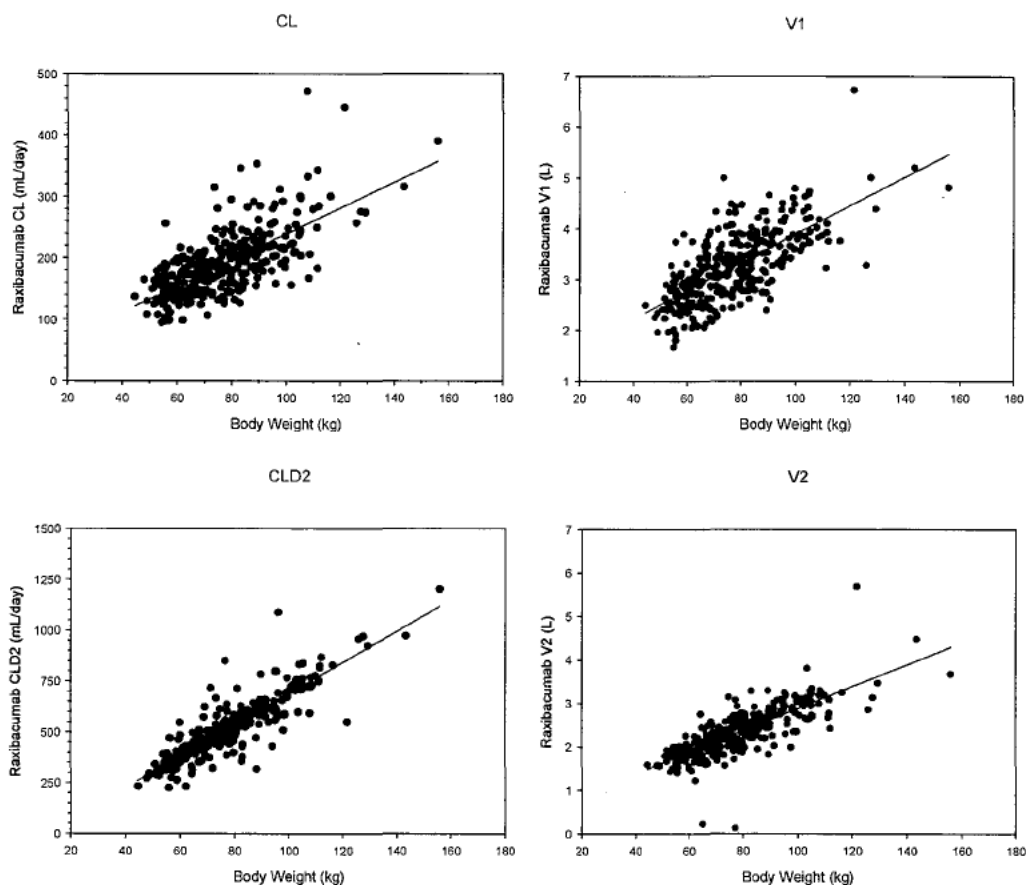 CL
500
400
300
200
100
0
Raxibacumab CL (mL/day)
20 40 60 80 100 120 140 160 180
Body Weight (kg)
V1
7
6
5
4
3
2
1
Raxibacumab V1 (L)
20 40 60 80 100 120 140 160 180
Body Weight (kg)
CLD2
1500
1250
1000
750
500
250
0
Raxibacumab CLD2 (mL/day)
20 40 60 80 100 120 140 160 180
Body Weight (kg)
V2
7
6
5
4
3
2
1
0
Raxibacumab V2 (L)
20 40 60 80 100 120 140 160 180
Body Weight (kg)